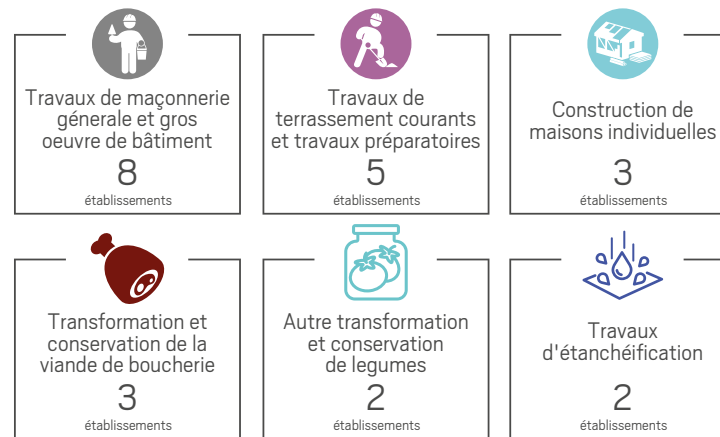 Travaux de maçonnerie
génerale et gros
oeuvre de bâtiment
8
établissements
Travaux de
terrassement courants
et travaux préparatoires
5
établissements
Construction de
maisons individuelles
3
établissements
Transformation et
conservation de la
viande de boucherie
3
établissements
Autre transformation
et conservation
de legumes
2
établissements
Travaux
d'étanchéification
2
établissements